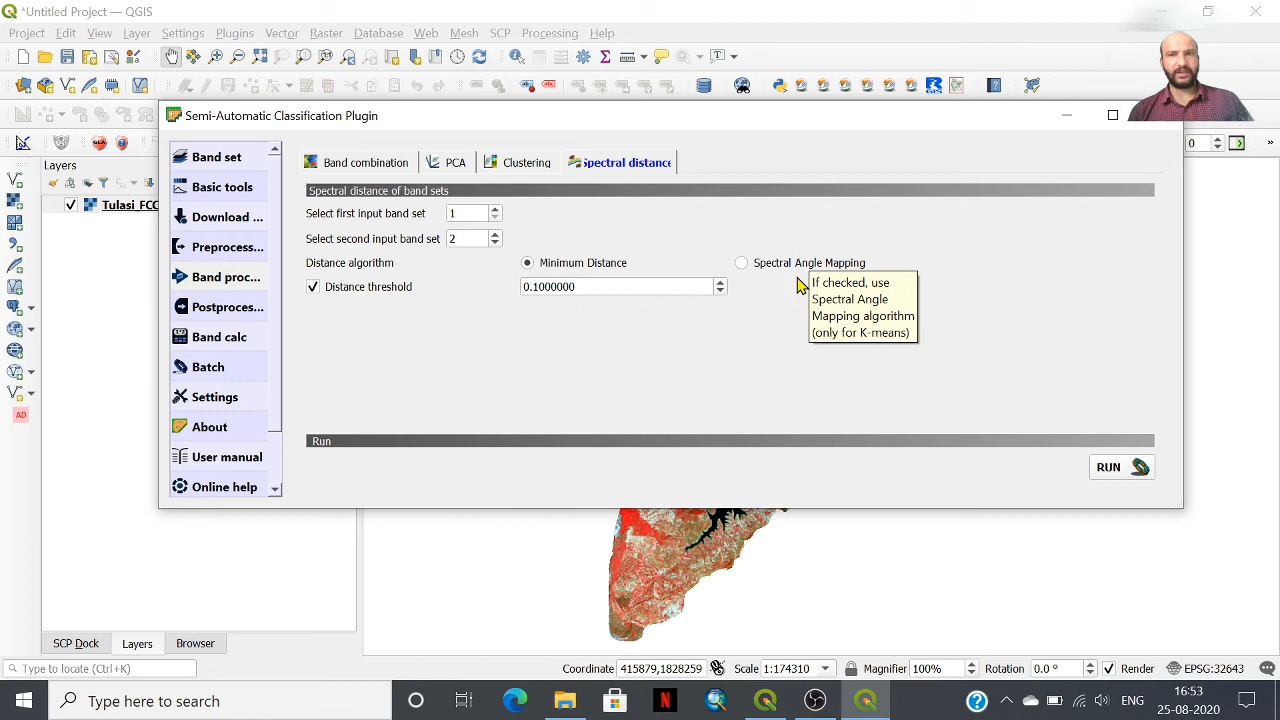 *Untitled Project — QGIS
Project Edit View Layer Settings Plugins Vector Raster Database Web Mesh SCP Processing Help
Semi-Automatic Classification Plugin
0
»
Layers
Tulasi_FCC
Band set
Basic tools
Download ...
Preprocess...
Band proc...
Postproces...
Band calc
Batch
Settings
About
User manual
Online help
Band combination PCA Clustering Spectral distance
Spectral distance of band sets
Select first input band set 1
Select second input band set 2
Distance algorithm Minimum Distance Spectral Angle Mapping
Distance threshold 0.1000000
If checked, use
Spectral Angle
Mapping algorithm
(only for K-means)
Run
RUN
AD
SCP Dock Layers Browser
Type to locate (Ctrl+K) Coordinate 415879,1828259 Scale 1:174310 Magnifier 100% Rotation 0.0 ° Render EPSG:32643
Type here to search
ENG
16:53
25-08-2020